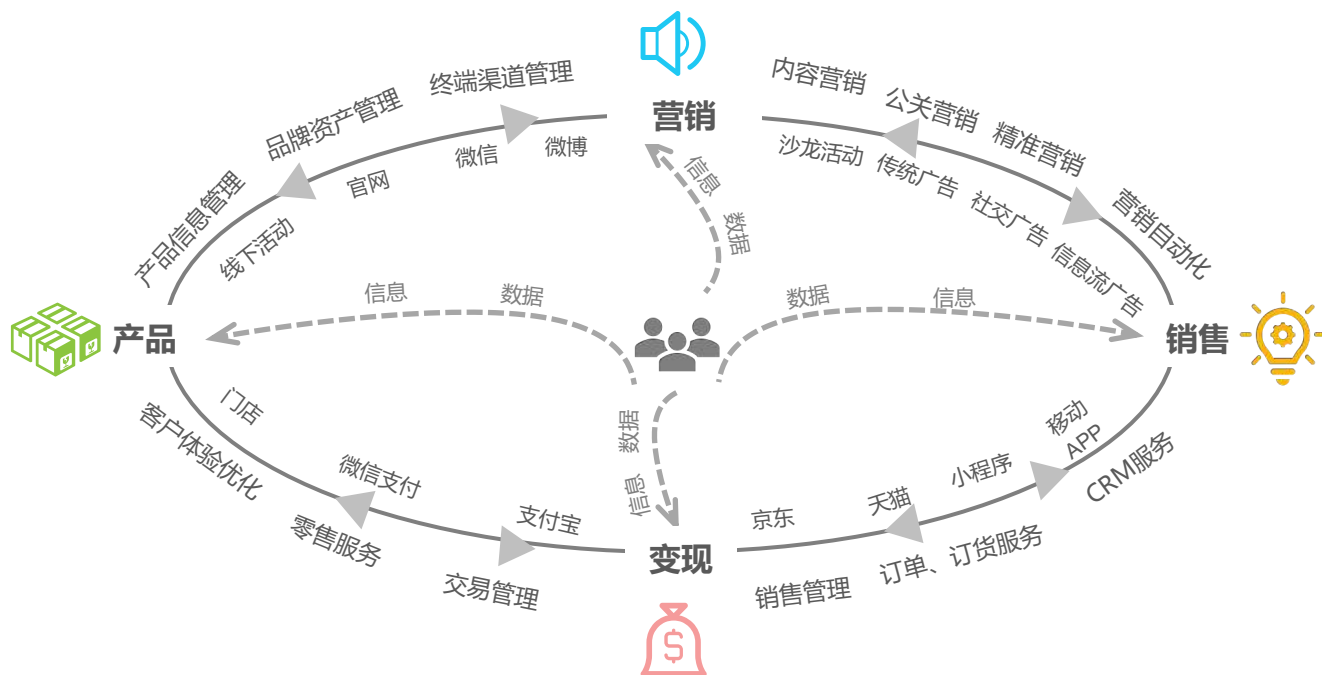 营销
终端渠道管理
品牌资产管理
产品信息管理
微博
微信
官网
线下活动
内容营销
公关营销
精准营销
营销自动化
沙龙活动
传统广告
社交广告
信息流广告
信息
数据
信息
数据
数据
信息
产品
销售
数据
信息
门店
微信支付
支付宝
客户体验优化
零售服务
交易管理
移动
APP
小程序
天猫
京东
CRM服务
订单、订货服务
销售管理
变现
$